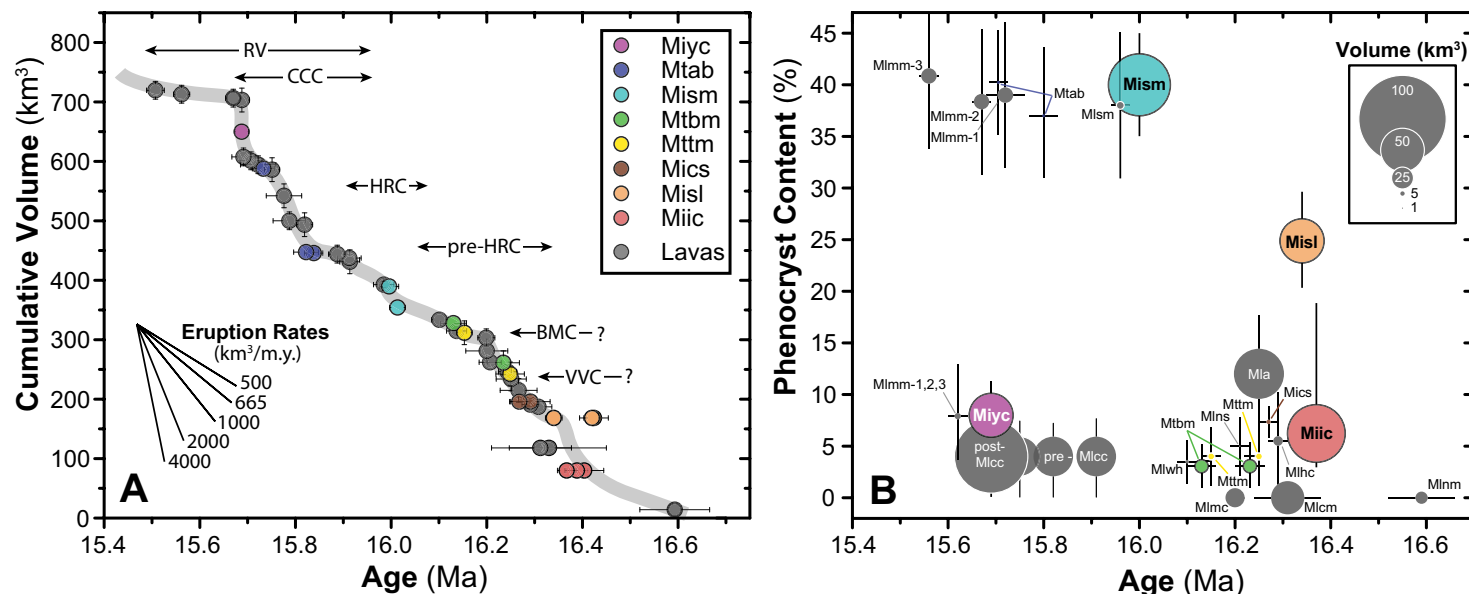 800
700
600
500
400
300
200
100
0
Cumulative Volume (km³)
15.4
15.6
15.8
16.0
16.2
16.4
16.6
Age (Ma)
RV
CCC
HRC
pre-HRC
BMC ?
VVC ?
Miyc
Mtab
Mism
Mtbm
Mttm
Mics
Misl
Miic
Lavas
Eruption Rates
(km³/m.y.)
500
665
1000
2000
4000
A
45
40
35
30
25
20
15
10
5
0
Phenocryst Content (%)
15.4
15.6
15.8
16.0
16.2
16.4
16.6
Age (Ma)
Volume (km³)
100
50
25
5
1
Mlmm-3
Mlmm-2
Mlmm-1
Mtab
Mlsm
Mism
Misl
Mlmm-1,2,3
Miyc
post-
Mlcc
pre -
Mlcc
Mla
Mics
Mttm
Mlns
Mtbm
Miic
Mlwh
Mttm
Mlhc
Mlmc
Mlcm
Mlnm
B